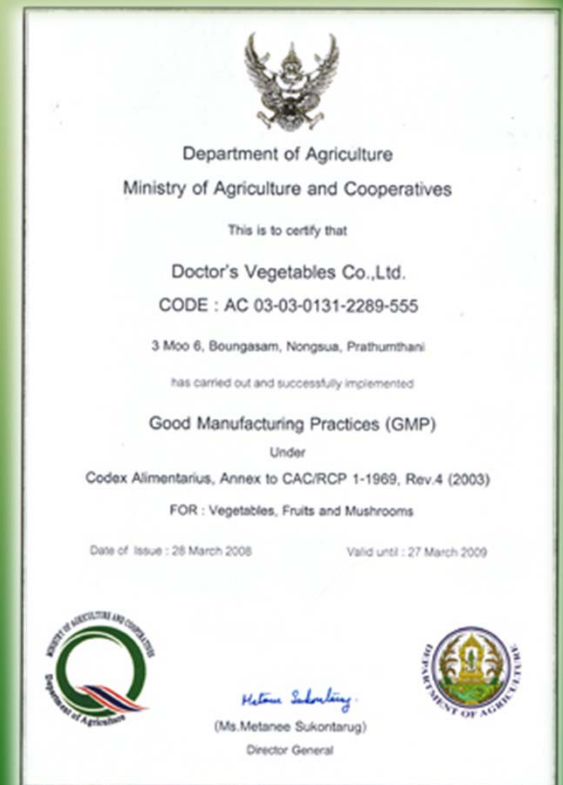 Department of Agriculture
Ministry of Agriculture and Cooperatives
This is to certify that
Doctor's Vegetables Co.,Ltd.
CODE : AC 03-03-0131-2289-555
3 Moo 6, Boungasam, Nongsua, Prathumthani
has carried out and successfully implemented
Good Manufacturing Practices (GMP)
Under
Codex Alimentarius, Annex to CAC/RCP 1-1969, Rev.4 (2003)
FOR : Vegetables, Fruits and Mushrooms
Date of Issue : 28 March 2008 Valid until : 27 March 2009
MINISTRY OF AGRICULTURE AND COOPERATIVES
Department of Agriculture
DEPARTMENT OF AGRICULTURE
Metanee Sukontarug
(Ms.Metanee Sukontarug)
Director General